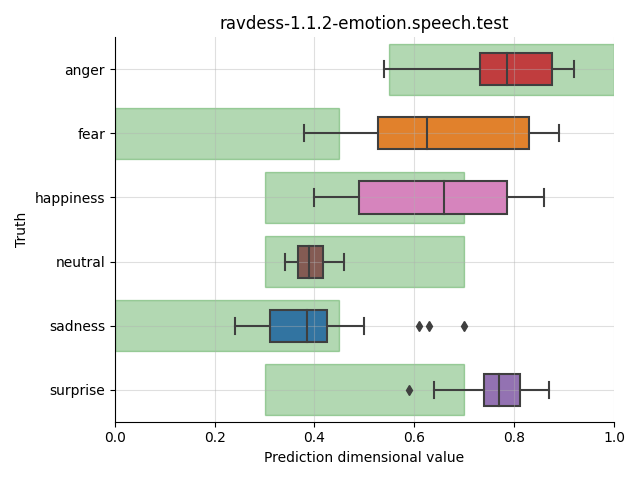 ravdess-1.1.2-emotion.speech.test
Truth
anger
fear
happiness
neutral
sadness
surprise
0.0 0.2 0.4 0.6 0.8 1.0
Prediction dimensional value